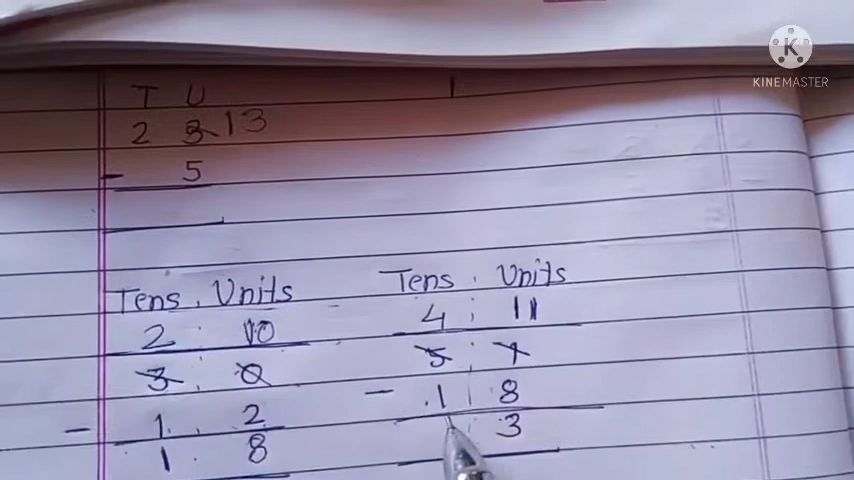 K
KINEMASTER
T U
2 3 13
- 5
Tens. Units
2 10
3 0
- 1 2
1 8
Tens. Units
4 11
5 1
- 1 8
3